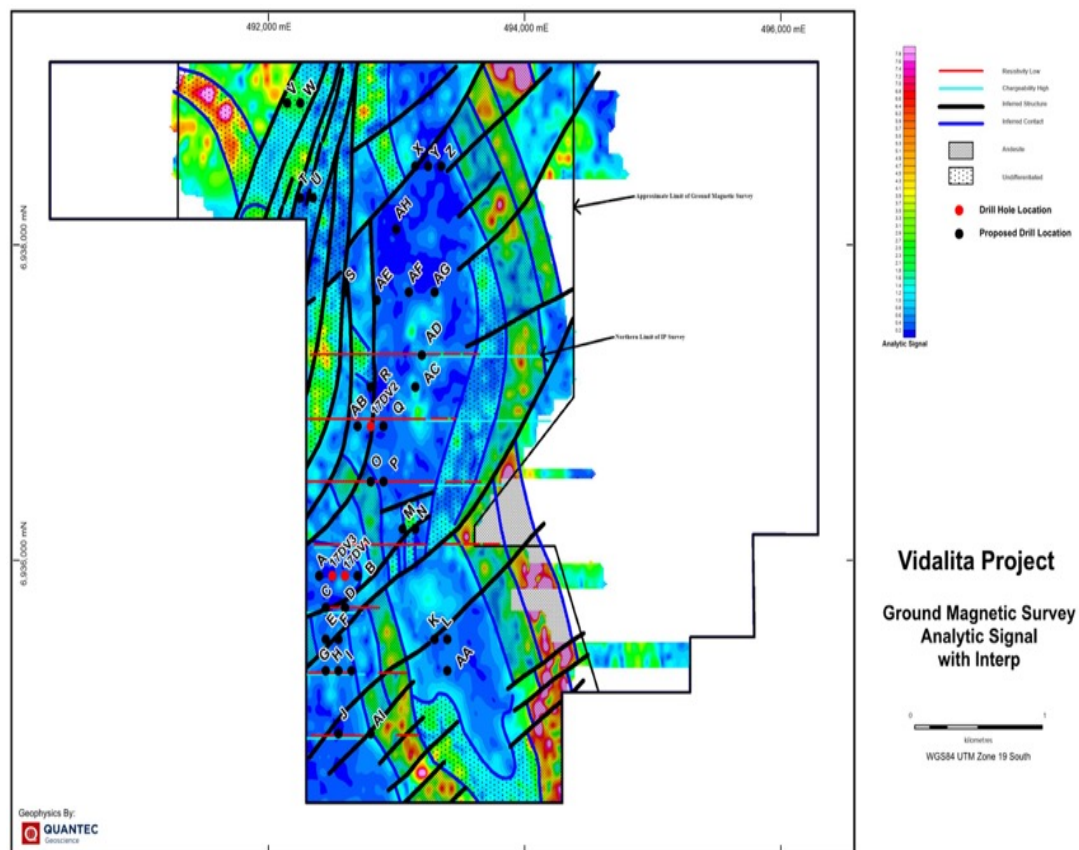 492,000 mE
494,000 mE
496,000 mE
6,938,000 mN
6,936,000 mN
V
W
T
U
X
Y
Z
AH
S
AE
AF
AG
AD
R
AC
AB
17DV2
Q
O
P
M
N
A
17DV3
17DV1
B
C
D
E
F
G
H
I
K
L
AA
J
AI
Approximate Limit of Ground Magnetic Survey
Northern Limit of IP Survey
Analytic Signal
Resistivity Low
Chargeability High
Inferred Structure
Inferred Contact
Andesite
Undifferentiated
Drill Hole Location
Proposed Drill Location
Vidalita Project
Ground Magnetic Survey
Analytic Signal
with Interp
0
1
kilometres
WGS84 UTM Zone 19 South
Geophysics By:
QUANTEC
Geoscience